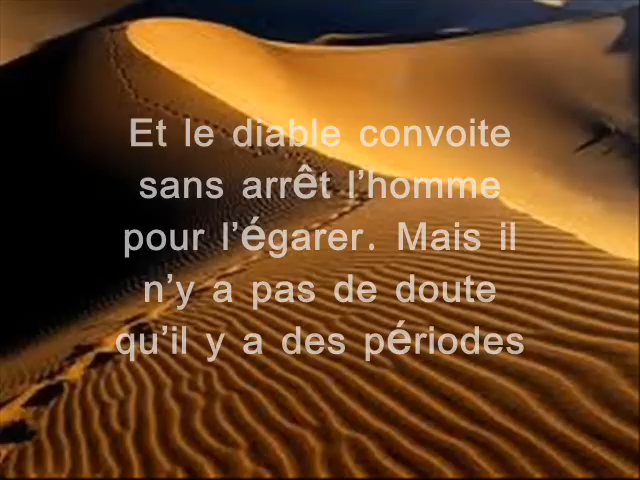 Et le diable convoite
sans arrêt l'homme
pour l'égarer. Mais il
n'y a pas de doute
qu'il y a des périodes